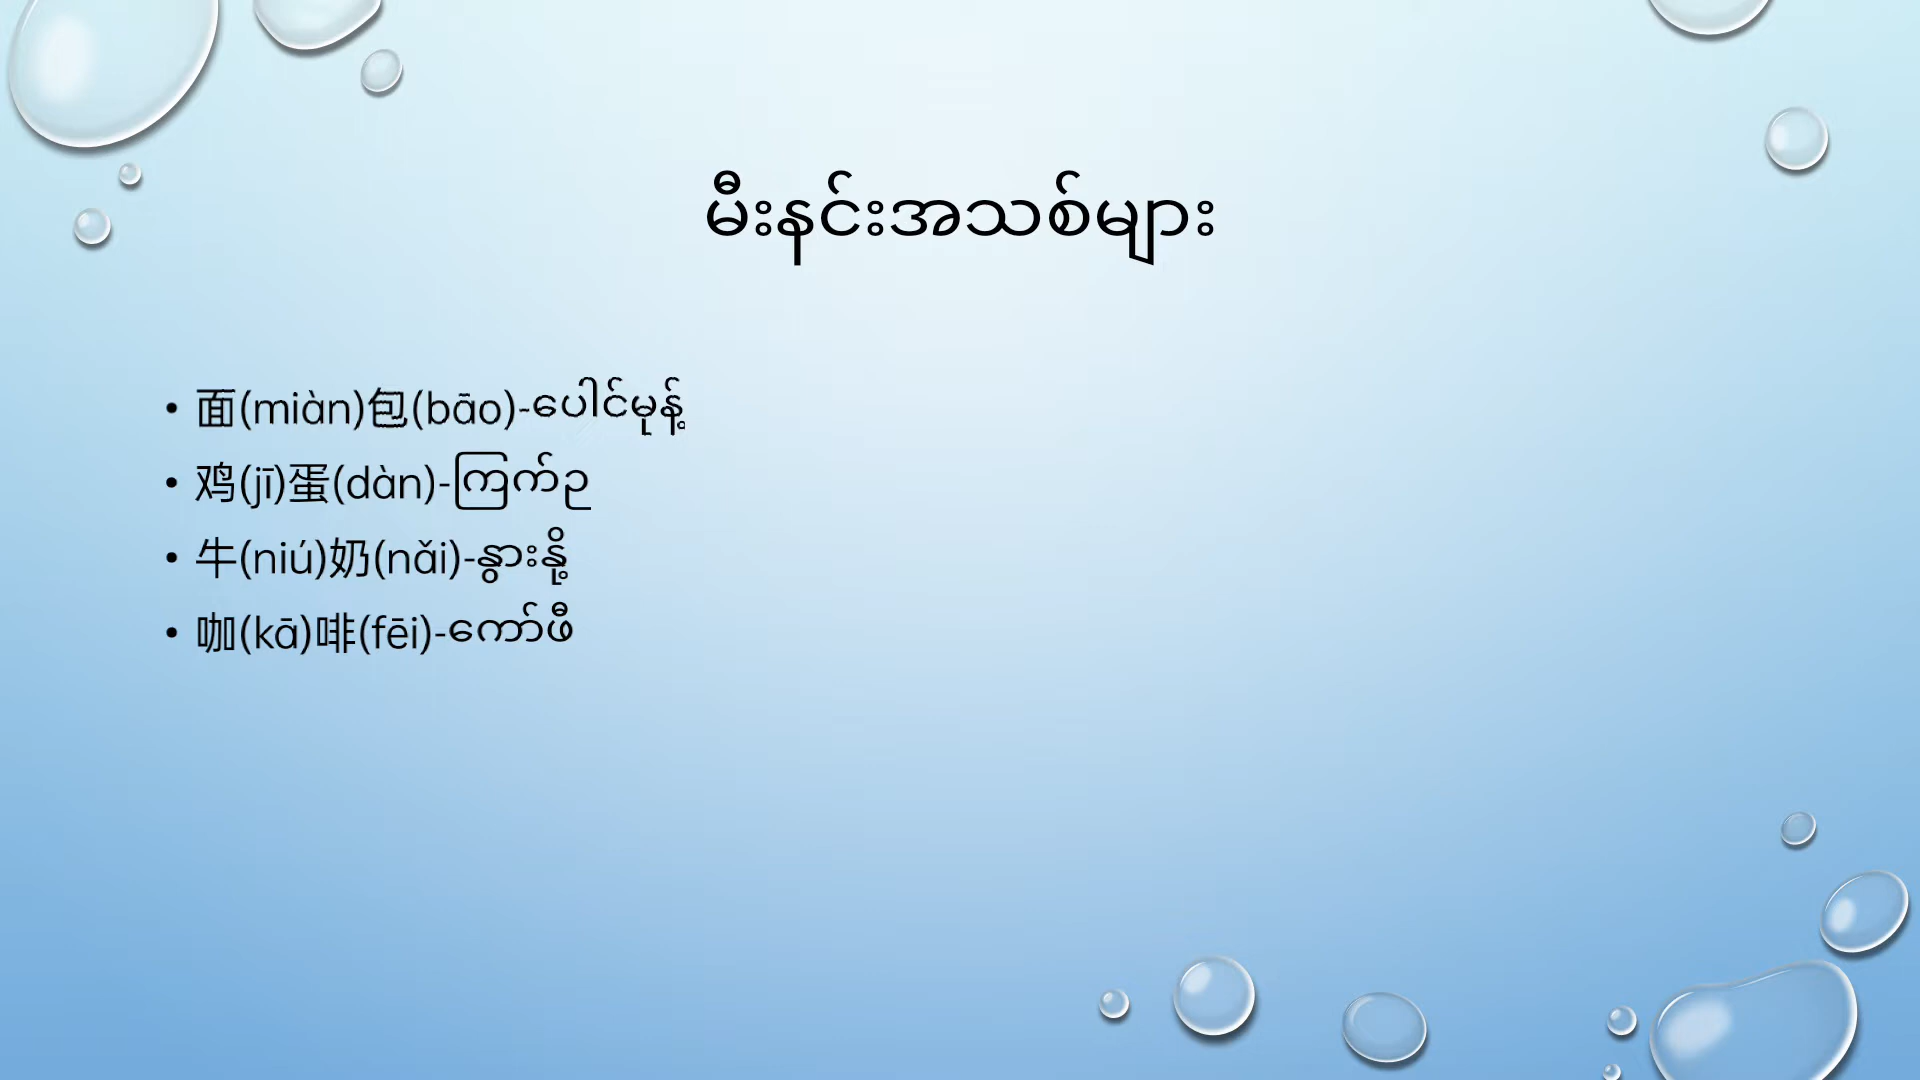 မီးနင်းအသစ်များ
• 面(miàn)包(bāo)-ပေါင်မုန့်
• 鸡(jī)蛋(dàn)-ကြက်ဉ
• 牛(niú)奶(nǎi)-နွားနို့
• 咖(kā)啡(fēi)-ကော်ဖီ